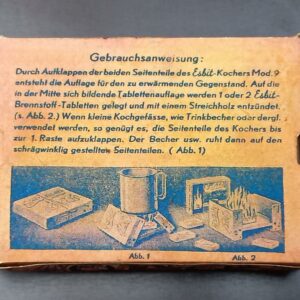 Gebrauchsanweisung:
Durch Aufklappen der beiden Seitenteile des Esbit-Kochers Mod. 9
entsteht die Auflage für den zu erwärmenden Gegenstand. Auf die
in der Mitte sich bildende Tablettenauflage werden 1 oder 2 Esbit-
Brennstoff-Tabletten gelegt und mit einem Streichholz entzündet.
(s. Abb. 2.) Wenn kleine Kochgefässe, wie Trinkbecher oder dergl.
verwendet werden, so genügt es, die Seitenteile des Kochers bis
zur 1. Raste aufzuklappen. Der Becher usw. ruht dann auf den
schrägwinklig gestellten Seitenteilen. (Abb. 1)
Abb. 1 Abb. 2